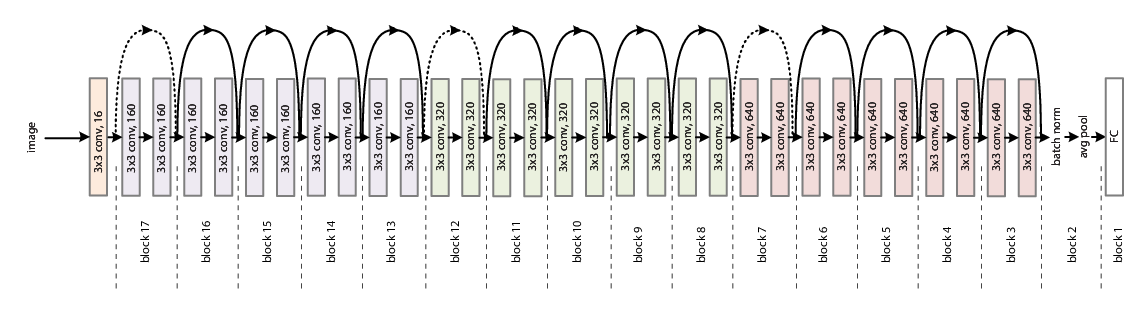 image
3x3 conv, 16
3x3 conv, 160
3x3 conv, 160
3x3 conv, 160
3x3 conv, 160
3x3 conv, 160
3x3 conv, 160
3x3 conv, 160
3x3 conv, 160
3x3 conv, 160
3x3 conv, 160
3x3 conv, 320
3x3 conv, 320
3x3 conv, 320
3x3 conv, 320
3x3 conv, 320
3x3 conv, 320
3x3 conv, 320
3x3 conv, 320
3x3 conv, 320
3x3 conv, 320
3x3 conv, 640
3x3 conv, 640
3x3 conv, 640
3x3 conv, 640
3x3 conv, 640
3x3 conv, 640
3x3 conv, 640
3x3 conv, 640
3x3 conv, 640
3x3 conv, 640
batch norm
avg pool
FC
block 17
block 16
block 15
block 14
block 13
block 12
block 11
block 10
block 9
block 8
block 7
block 6
block 5
block 4
block 3
block 2
block 1